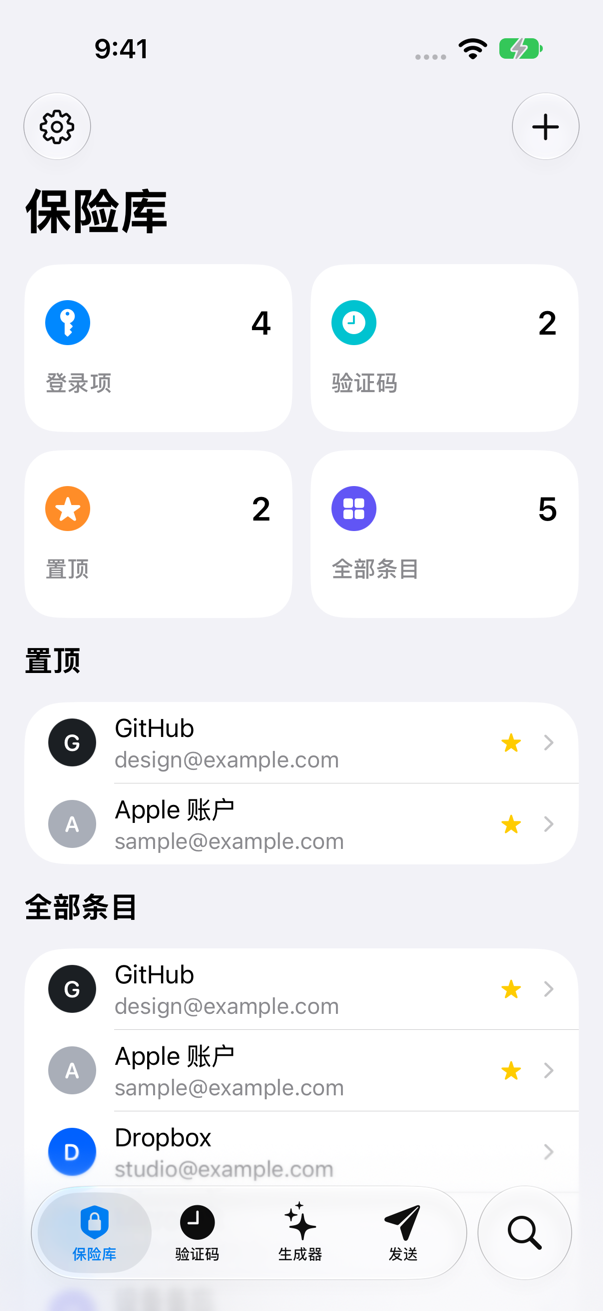 9:41
保险库
4
登录项
2
验证码
2
置顶
5
全部条目
置顶
G
GitHub
design@example.com
A
Apple 账户
sample@example.com
全部条目
G
GitHub
design@example.com
A
Apple 账户
sample@example.com
D
Dropbox
studio@example.com
保险库
验证码
生成器
发送